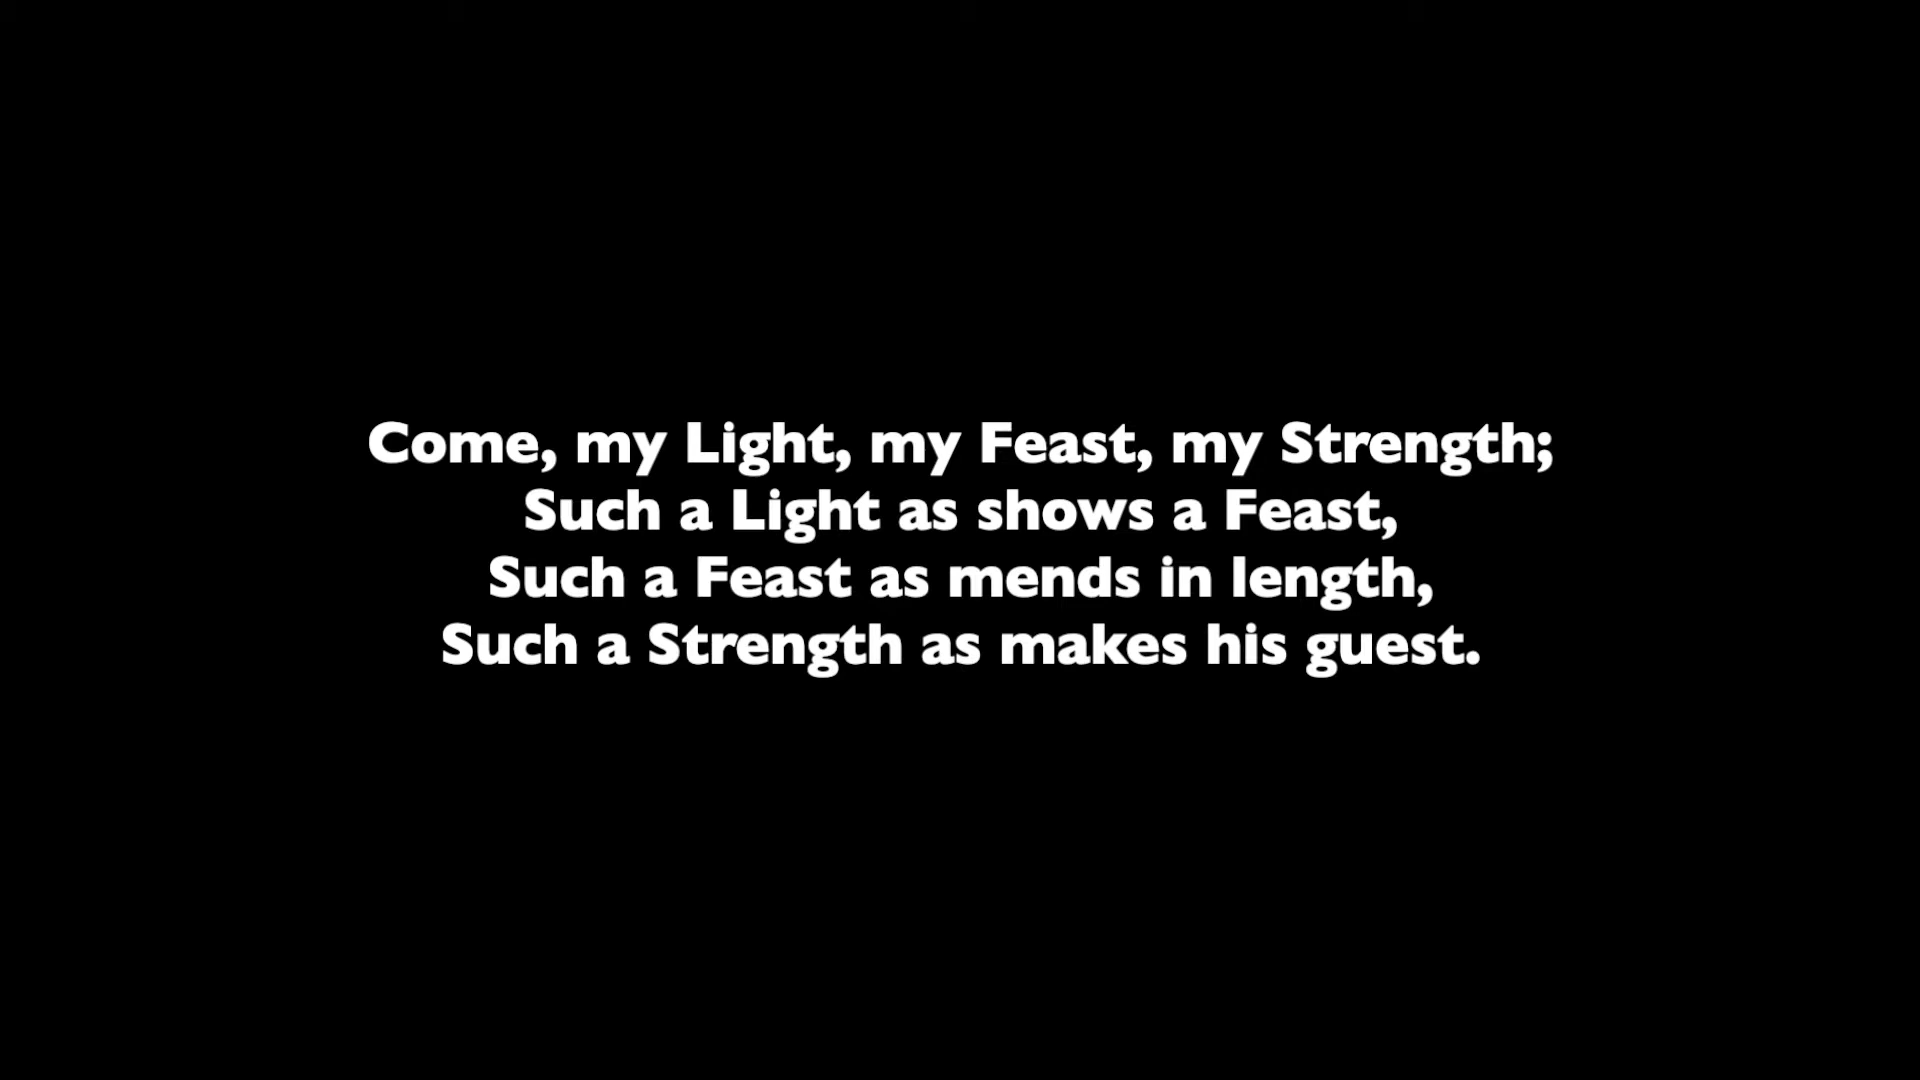 Come, my Light, my Feast, my Strength;
Such a Light as shows a Feast,
Such a Feast as mends in length,
Such a Strength as makes his guest.